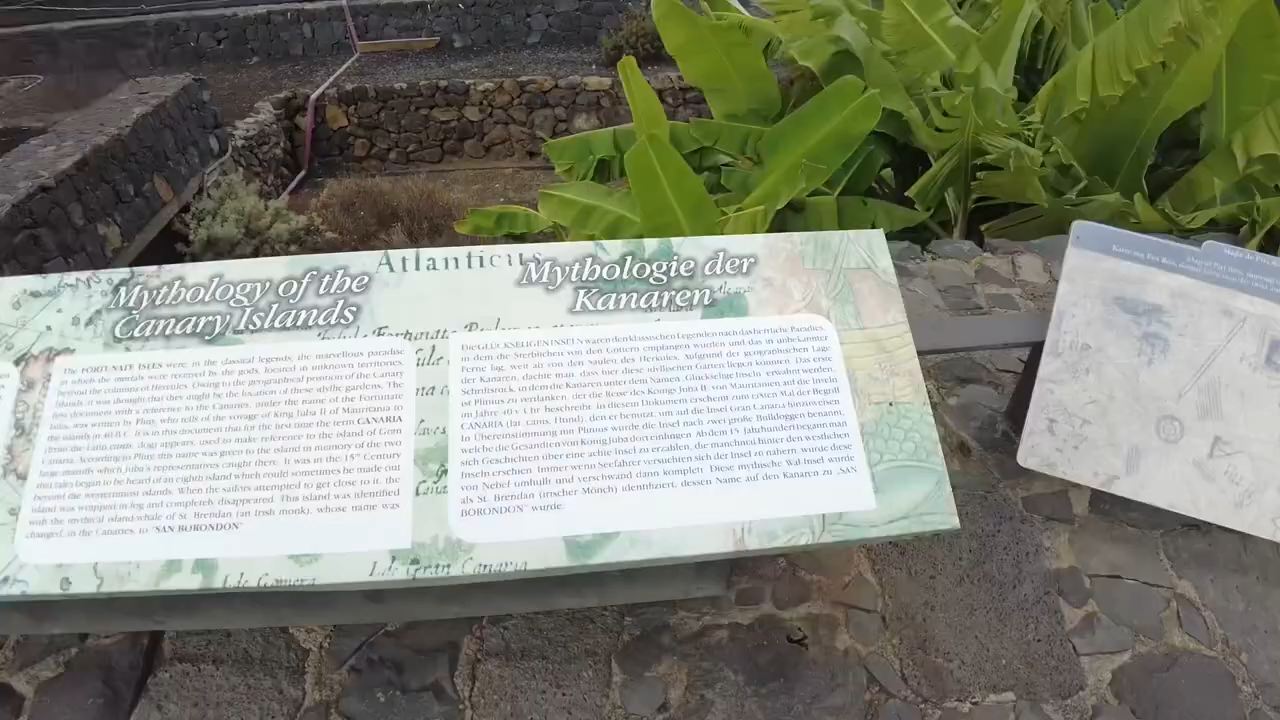 Atlanticus
Mythology of the
Canary Islands
The FORTUNATE ISLES were, in the classical legends, the marvellous paradise
in which the mortals were received by the gods, located in unknown territories,
beyond the columns of Hercules. Owing to the geographical position of the Canary
Islands, it was thought that they ought be the location of these idyllic gardens. The
first document with a reference to the Canaries, under the name of the Fortunate
Isles, was written by Pliny, who tells of the voyage of King Juba II of Mauritania to
the islands in 40 B.C. It is in this document that for the first time the term CANARIA
(from the Latin canis, dog) appears, used to make reference to the island of Gran
Canaria. According to Pliny, this name was given to the island in memory of the two
large mastiffs which Juba's representatives caught there. It was in the 15th Century
that tales began to be heard of an eighth island which could sometimes be made out
beyond the westernmost islands. When the sailors attempted to get close to it, the
island was wrapped in fog and completely disappeared. This island was identified
with the mythical island-whale of St. Brendan (an Irish monk), whose name was
changed, in the Canaries, to "SAN BORONDON"
Mythologie der
Kanaren
Die GLÜCKSELIGEN INSELN waren den klassischen Legenden nach das herrliche Paradies,
in dem die Sterblichen von den Göttern empfangen wurden und das in unbekannter
Ferne lag, weit ab von den Säulen des Herkules. Aufgrund der geographischen Lage
der Kanaren, dachte man, dass hier diese idyllischen Gärten liegen könnten. Das erste
Schriftstück, in dem die Kanaren unter dem Namen „Glückselte Inseln" erwähnt werden,
ist Plinius zu verdanken, der die Reise des Königs Juba II. von Mauritanien auf die Inseln
im Jahre 40 v. Chr beschreibt. In diesem Dokument erscheint zum ersten Mal der Begriff
CANARIA (lat. canis, Hund), den er benutzt, um auf die Insel Gran Canaria hinzuweisen.
In Übereinstimmung mit Plinius wurde die Insel nach zwei große Bulldoggen benannt,
welche die Gesandten von König Juba dort einfingen. Ab dem 15. Jahrhundert begann man
sich Geschichten über eine achte Insel zu erzählen, die manchmal hinter den westlichen
Inseln erschien. Immer wenn Seefahrer versuchten sich der Insel zu nähern, wurde diese
von Nebel umhüllt und verschwand dann komplett. Diese mythische Wal-Insel wurde
als St. Brendan (irischer Mönch) identifiziert, dessen Name auf den Kanaren zu „SAN
BORONDON" wurde.
I. de Gomera
I. de Gran Canaria